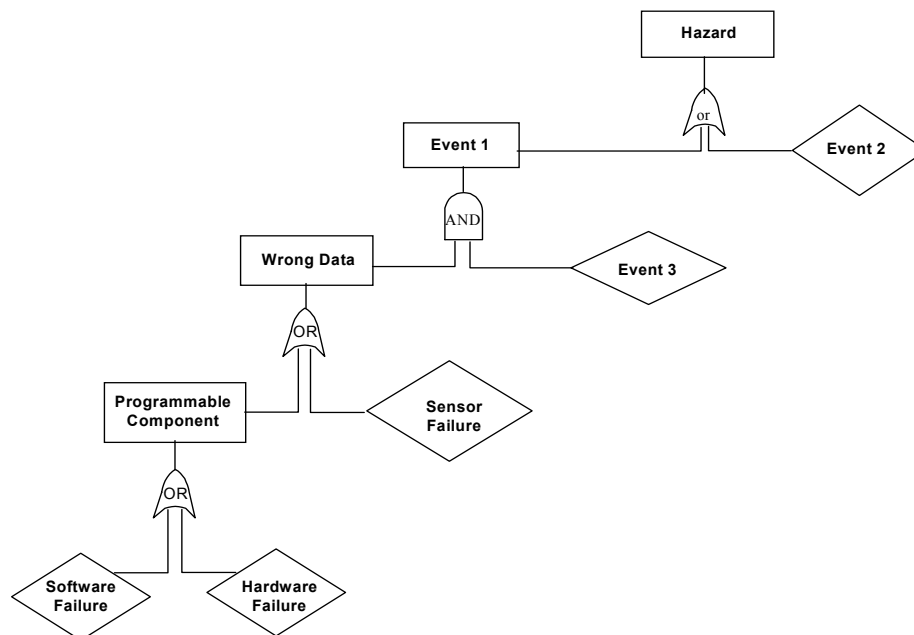 Hazard
or
Event 1
Event 2
AND
Wrong Data
Event 3
OR
Programmable
Component
Sensor
Failure
OR
Software
Failure
Hardware
Failure